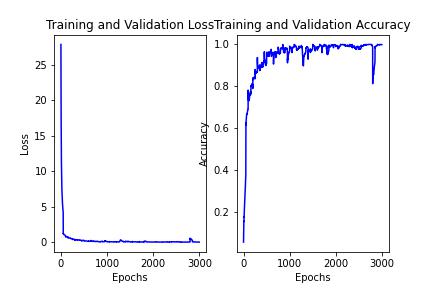 Training and Validation Loss
25
20
15
10
5
0
Loss
0 1000 2000 3000
Epochs
Training and Validation Accuracy
1.0
0.8
0.6
0.4
0.2
Accuracy
0 1000 2000 3000
Epochs